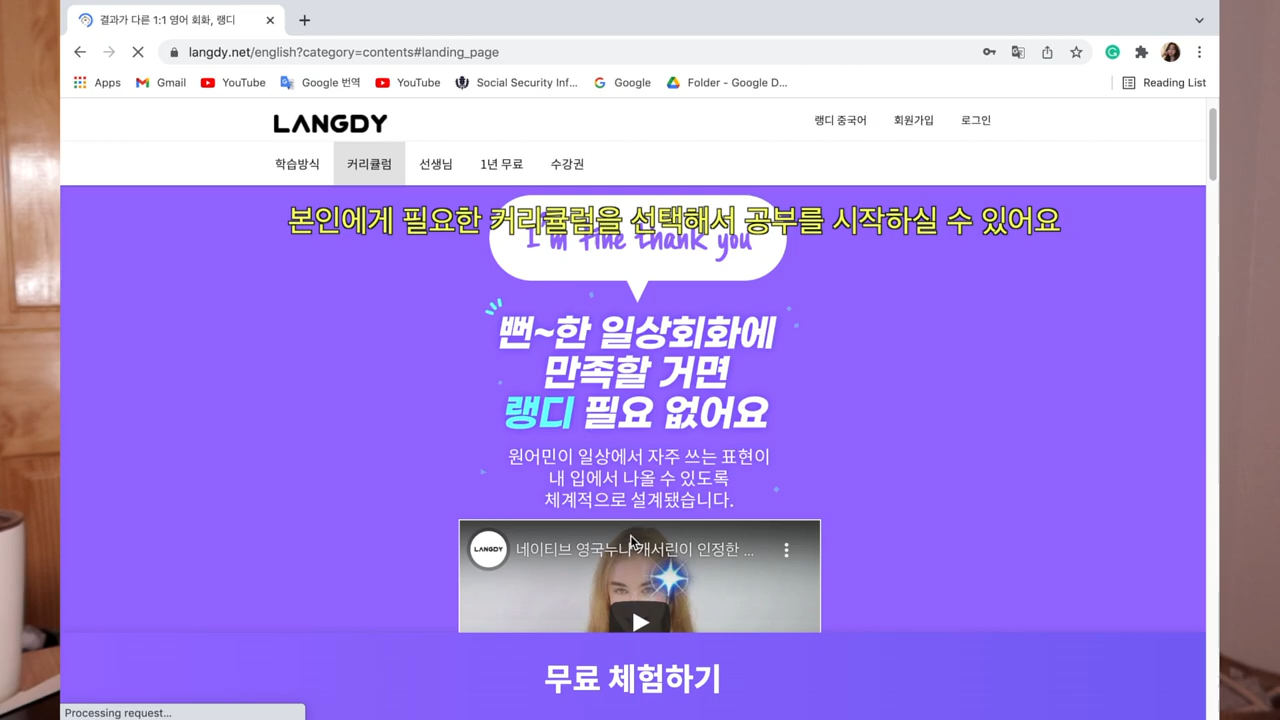 결과가 다른 1:1 영어 회화, 랭디
langdy.net/english?category=contents#landing_page
Apps Gmail YouTube Google 번역 YouTube Social Security Inf... Google Folder - Google D... Reading List
LANGDY
랭디 중국어 회원가입 로그인
학습방식 커리큘럼 선생님 1년 무료 수강권
본인에게 필요한 커리큘럼을 선택해서 공부를 시작하실 수 있어요
I'm fine thank you
뻔~한 일상회화에
만족할 거면
랭디 필요 없어요
원어민이 일상에서 자주 쓰는 표현이
내 입에서 나올 수 있도록
체계적으로 설계됐습니다.
LANGDY 네이티브 영국누나 캐서린이 인정한 ...
무료 체험하기
Processing request...